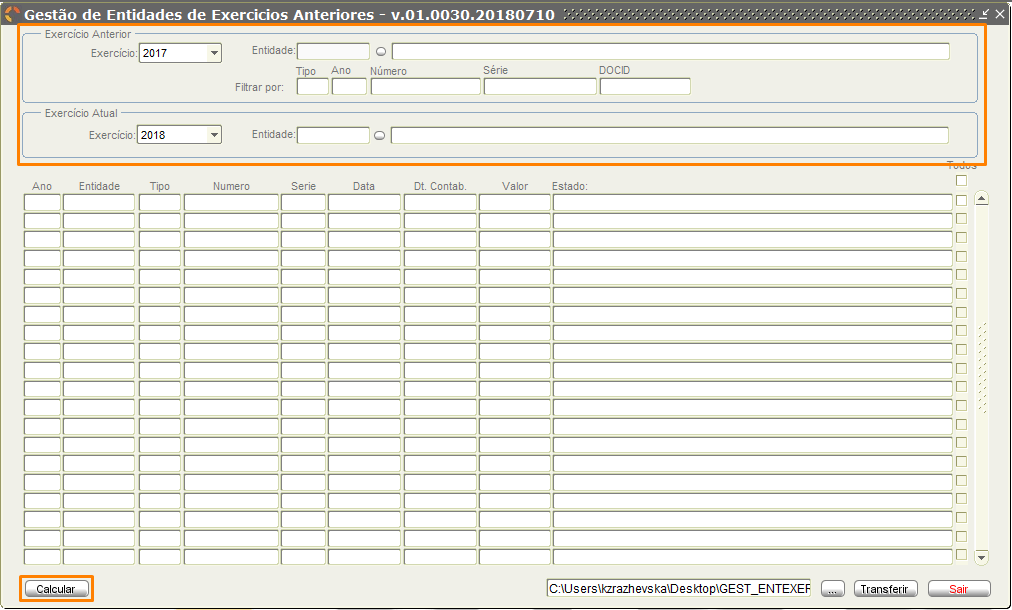 Gestão de Entidades de Exercicios Anteriores - v.01.0030.20180710
Exercício Anterior
Exercício: 2017 Entidade:
Tipo Ano Número Série DOCID
Filtrar por:
Exercício Atual
Exercício: 2018 Entidade:
Todos
Ano Entidade Tipo Numero Serie Data Dt. Contab. Valor Estado:
Calcular C:\Users\kzrazhevska\Desktop\GEST_ENTEXER ... Transferir Sair